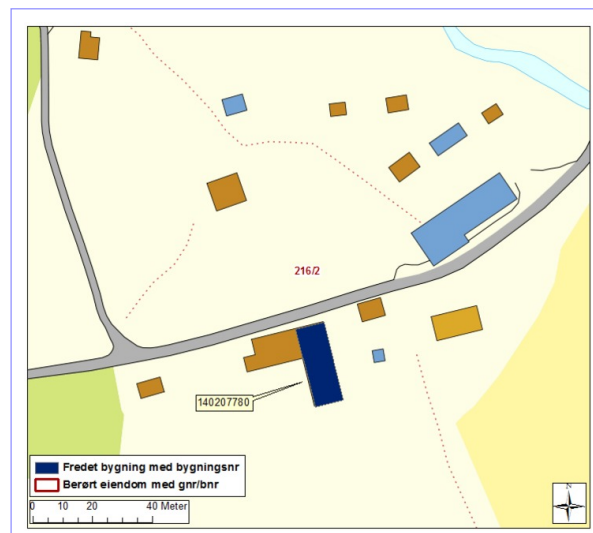 216/2
140207780
Fredet bygning med bygningsnr
Berørt eiendom med gnr/bnr
0 10 20 40 Meter
N